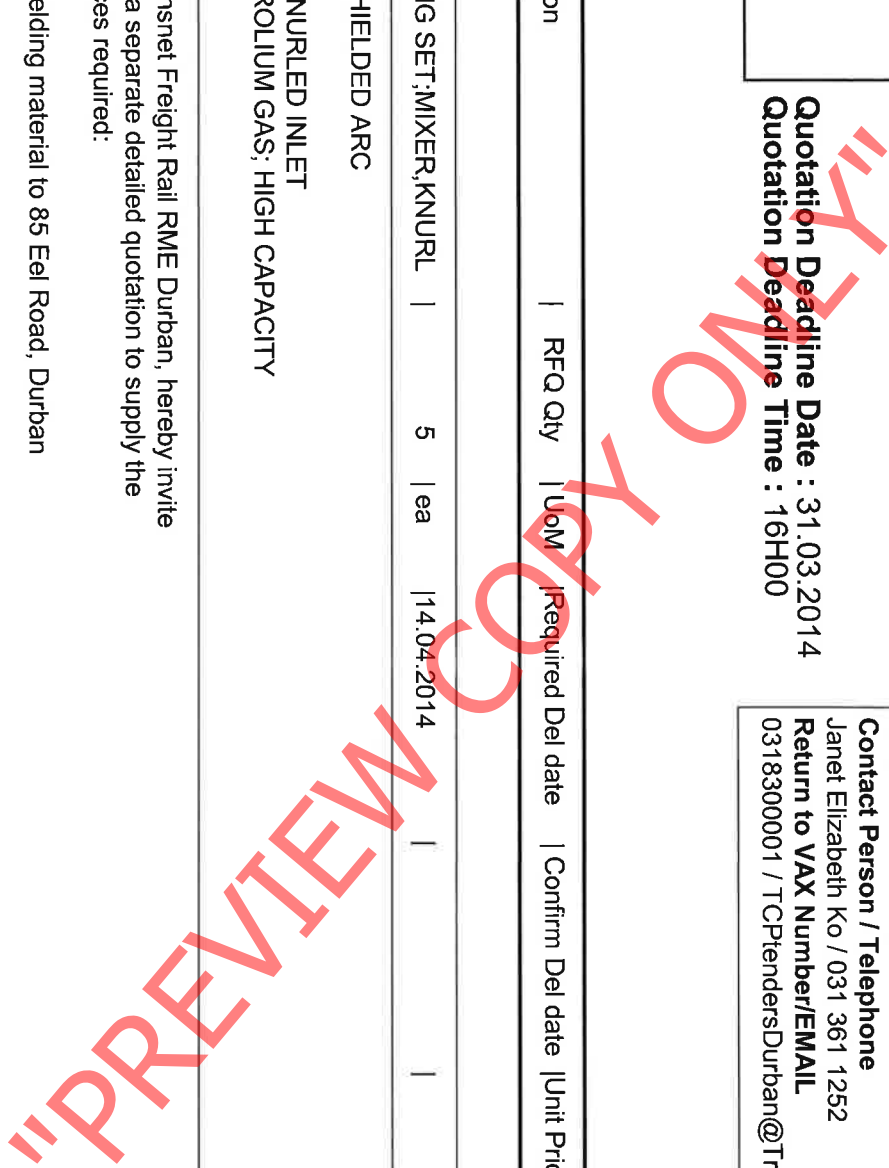 Quotation Deadline Date : 31.03.2014
Quotation Deadline Time : 16H00
Contact Person / Telephone
Janet Elizabeth Ko / 031 361 1252
Return to VAX Number/EMAIL
0318300001 / TCPtendersDurban@Tr
on | RFQ Qty | UoM |Required Del date | Confirm Del date |Unit Pric
G SET;MIXER,KNURL | 5 | ea |14.04.2014 | |
HIELDED ARC
NURLED INLET
ROLIUM GAS; HIGH CAPACITY
nsnet Freight Rail RME Durban, hereby invite
a separate detailed quotation to supply the
es required:
elding material to 85 Eel Road, Durban
"PREVIEW COPY ONLY"